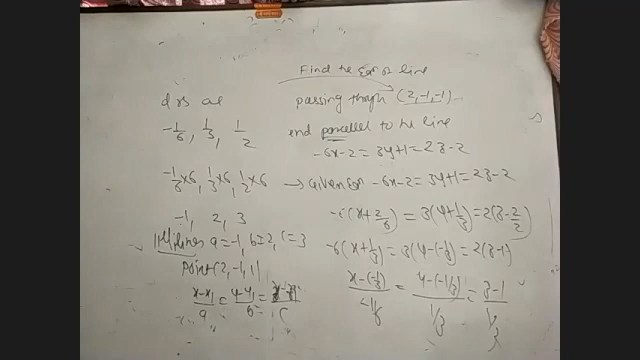 Find the Eqn of line
passing through (2,-1,-1)
and parallel to the line
-6x-2=3y+1=2z-2
→ Given Eqn -6x-2=3y+1=2z-2
-6(x+2/6)=3(y+1/3)=2(z-2/2)
-6(x+1/3)=3(y-(-1/3)=2(z-1)
x-(-1/3)/-1/6 = y-(-1/3)/1/3 = z-1/1/2
drs are
-1/6, 1/3, 1/2
-1/6×6, 1/3×6, 1/2×6
-1, 2, 3
a=-1, b=2, c=3
point (2,-1,-1)
x-x1/a = y-y1/b = z-z1/c